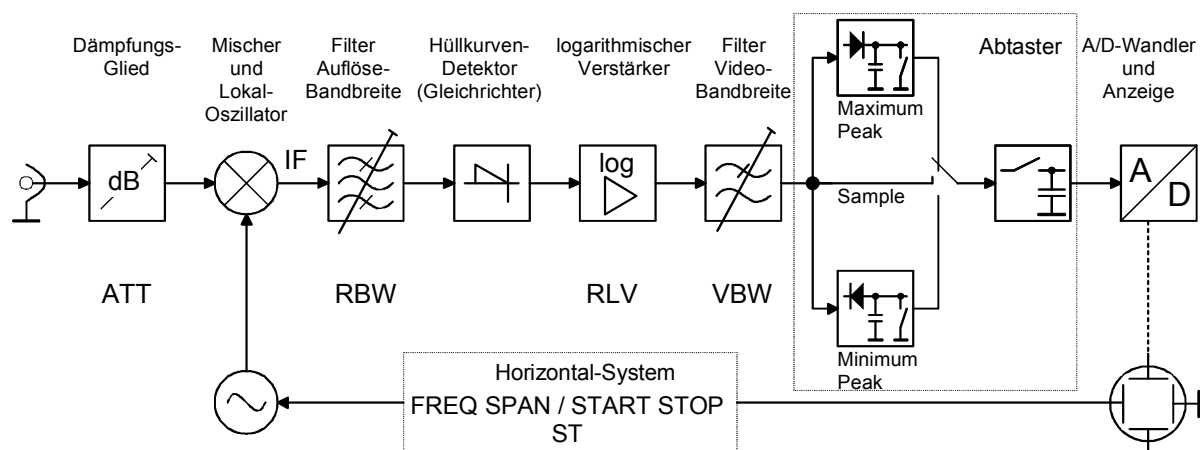 Dämpfungs-
Glied
Mischer
und
Lokal-
Oszillator
Filter
Auflöse-
Bandbreite
Hüllkurven-
Detektor
(Gleichrichter)
logarithmischer
Verstärker
Filter
Video-
Bandbreite
Abtaster
A/D-Wandler
und
Anzeige
Maximum
Peak
dB
IF
log
Sample
A
D
ATT
RBW
RLV
VBW
Minimum
Peak
Horizontal-System
FREQ SPAN / START STOP
ST